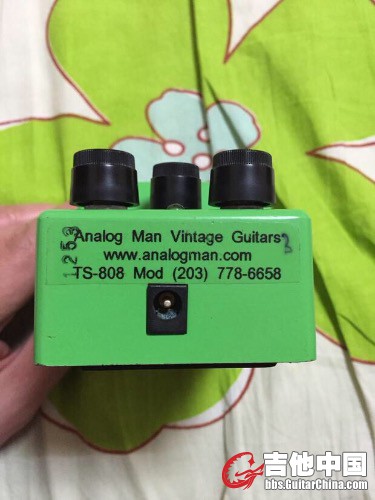 Analog Man Vintage Guitars
www.analogman.com
TS-808 Mod (203) 778-6658
1253
吉他中国
bbs.GuitarChina.com